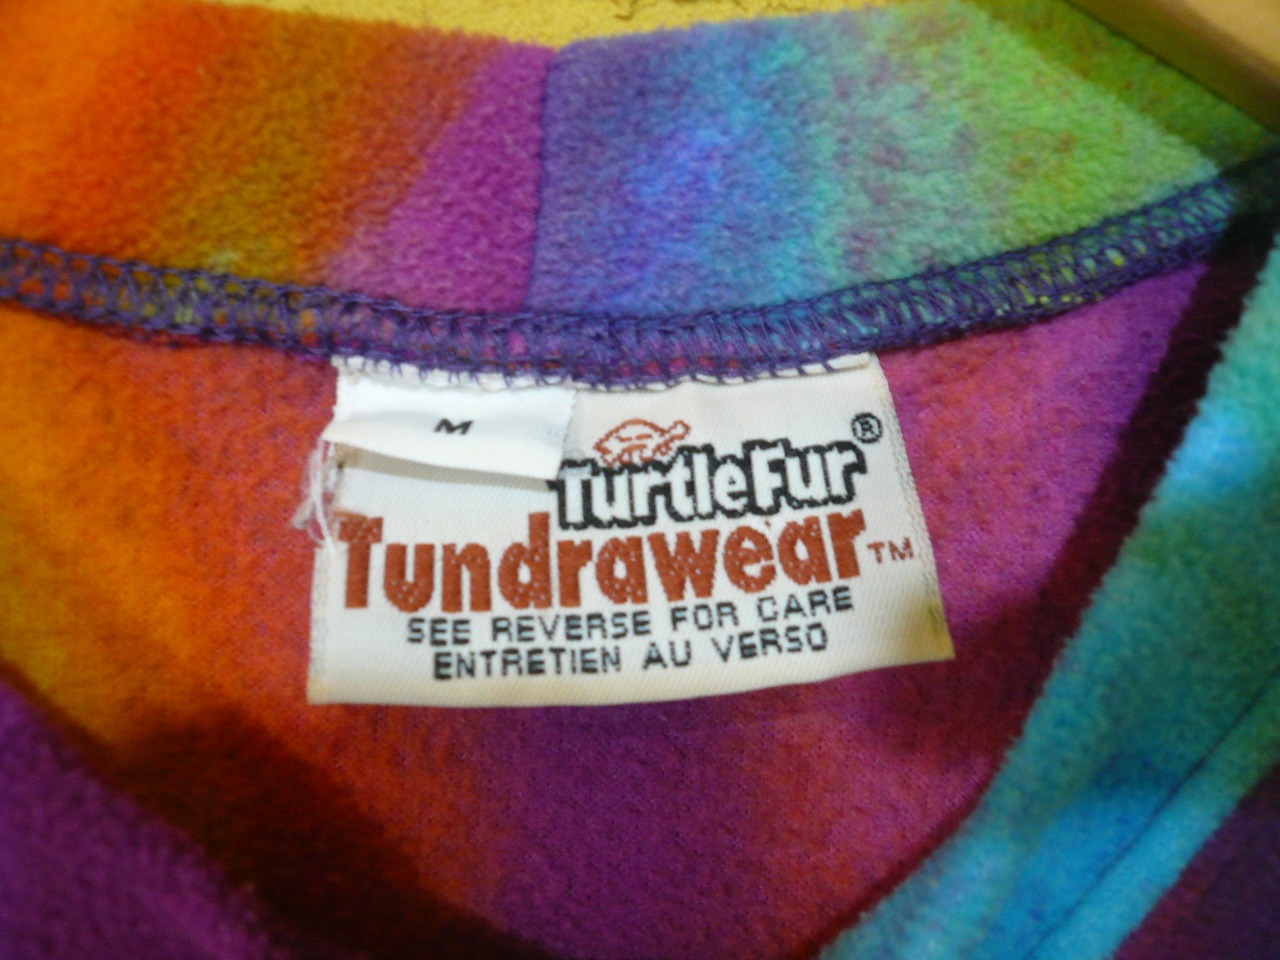 M
TurtleFur®
Tundrawear™
SEE REVERSE FOR CARE
ENTRETIEN AU VERSO